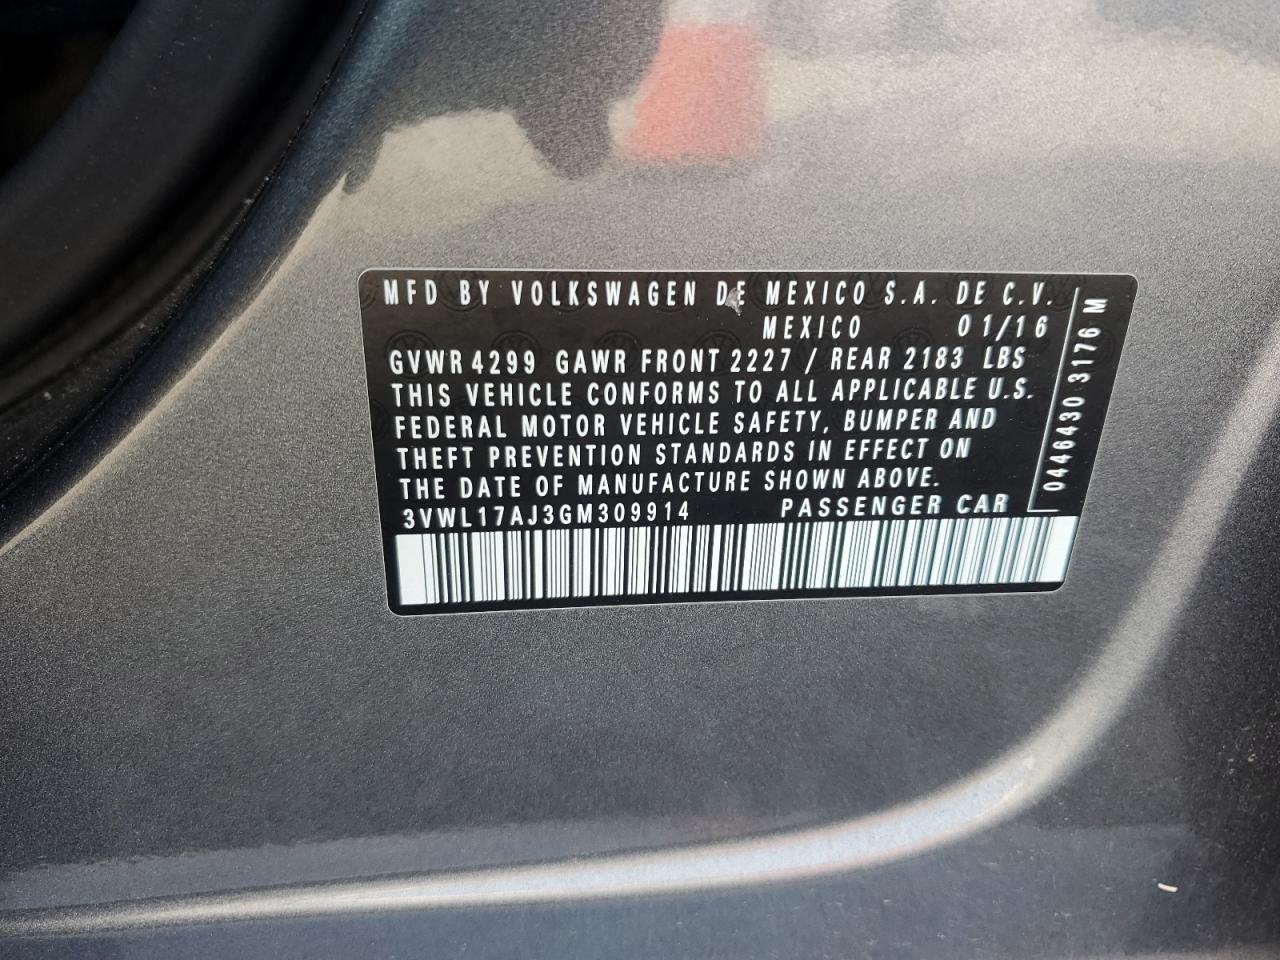 MFD BY VOLKSWAGEN DE MEXICO S.A. DE C.V.
MEXICO 01/16
GVWR 4299 GAWR FRONT 2227 / REAR 2183 LBS
THIS VEHICLE CONFORMS TO ALL APPLICABLE U.S.
FEDERAL MOTOR VEHICLE SAFETY, BUMPER AND
THEFT PREVENTION STANDARDS IN EFFECT ON
THE DATE OF MANUFACTURE SHOWN ABOVE.
3VWL17AJ3GM309914 PASSENGER CAR
0446430 3176 M